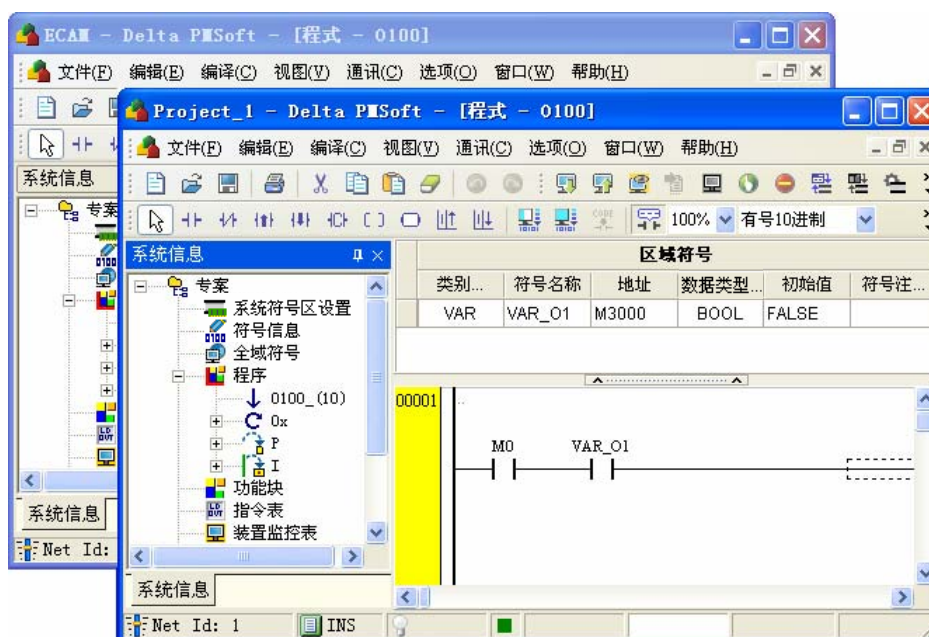 ECAM - Delta PMSoft - [程式 - O100]
文件(F) 编辑(E) 编译(C) 视图(V) 通讯(C) 选项(O) 窗口(W) 帮助(H)
系统信息
专案
系统信息
Net Id:
Project_1 - Delta PMSoft - [程式 - O100]
文件(F) 编辑(E) 编译(C) 视图(V) 通讯(C) 选项(O) 窗口(W) 帮助(H)
100% 有号10进制
系统信息
专案
系统符号区设置
符号信息
全域符号
程序
O100_(10)
Ox
P
I
功能块
指令表
装置监控表
系统信息
区域符号
类别... 符号名称 地址 数据类型... 初始值 符号注...
VAR VAR_O1 M3000 BOOL FALSE
00001
M0 VAR_O1
Net Id: 1 INS